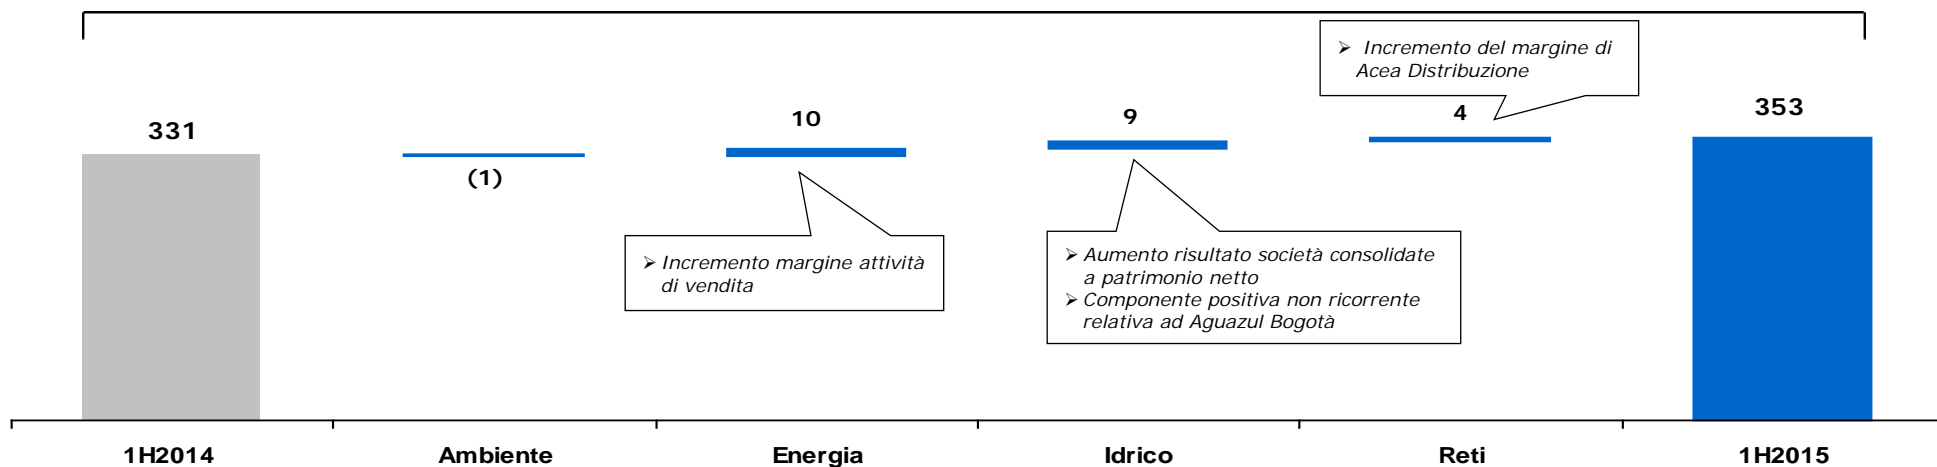 ➢ Incremento del margine di
Acea Distribuzione
331
(1)
10
9
4
353
➢ Incremento margine attività
di vendita
➢ Aumento risultato società consolidate
a patrimonio netto
➢ Componente positiva non ricorrente
relativa ad Aguazul Bogotà
1H2014
Ambiente
Energia
Idrico
Reti
1H2015